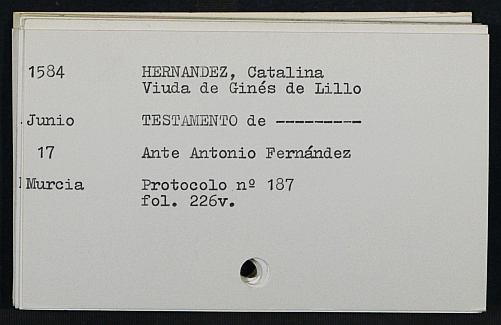 1584 HERNANDEZ, Catalina
Viuda de Ginés de Lillo
Junio TESTAMENTO de ---------
17 Ante Antonio Fernández
Murcia Protocolo nº 187
fol. 226v.